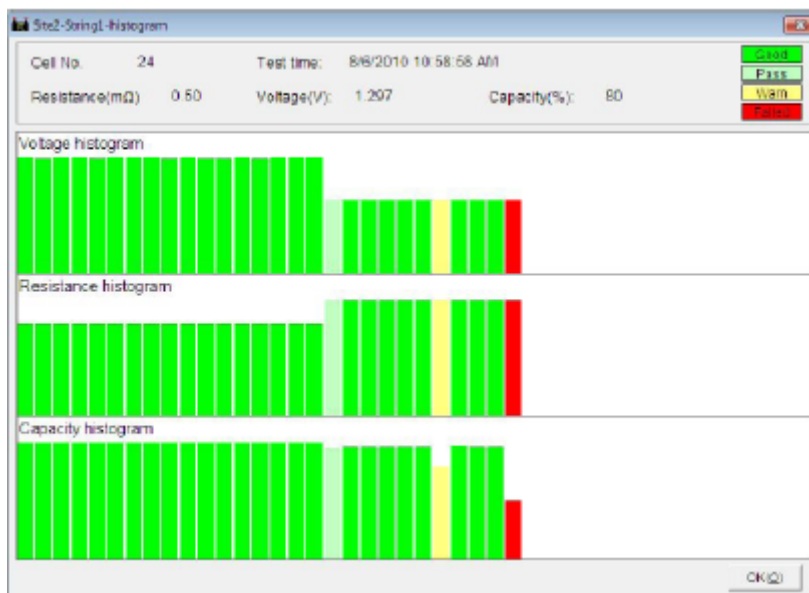 Site2-String1-histogram
Cell No. 24 Test time: 8/6/2010 10:58:58 AM
Resistance(mΩ) 0.50 Voltage(V): 1.297 Capacity(%): 80
Good
Pass
Warn
Failed
Voltage histogram
Resistance histogram
Capacity histogram
OK(O)